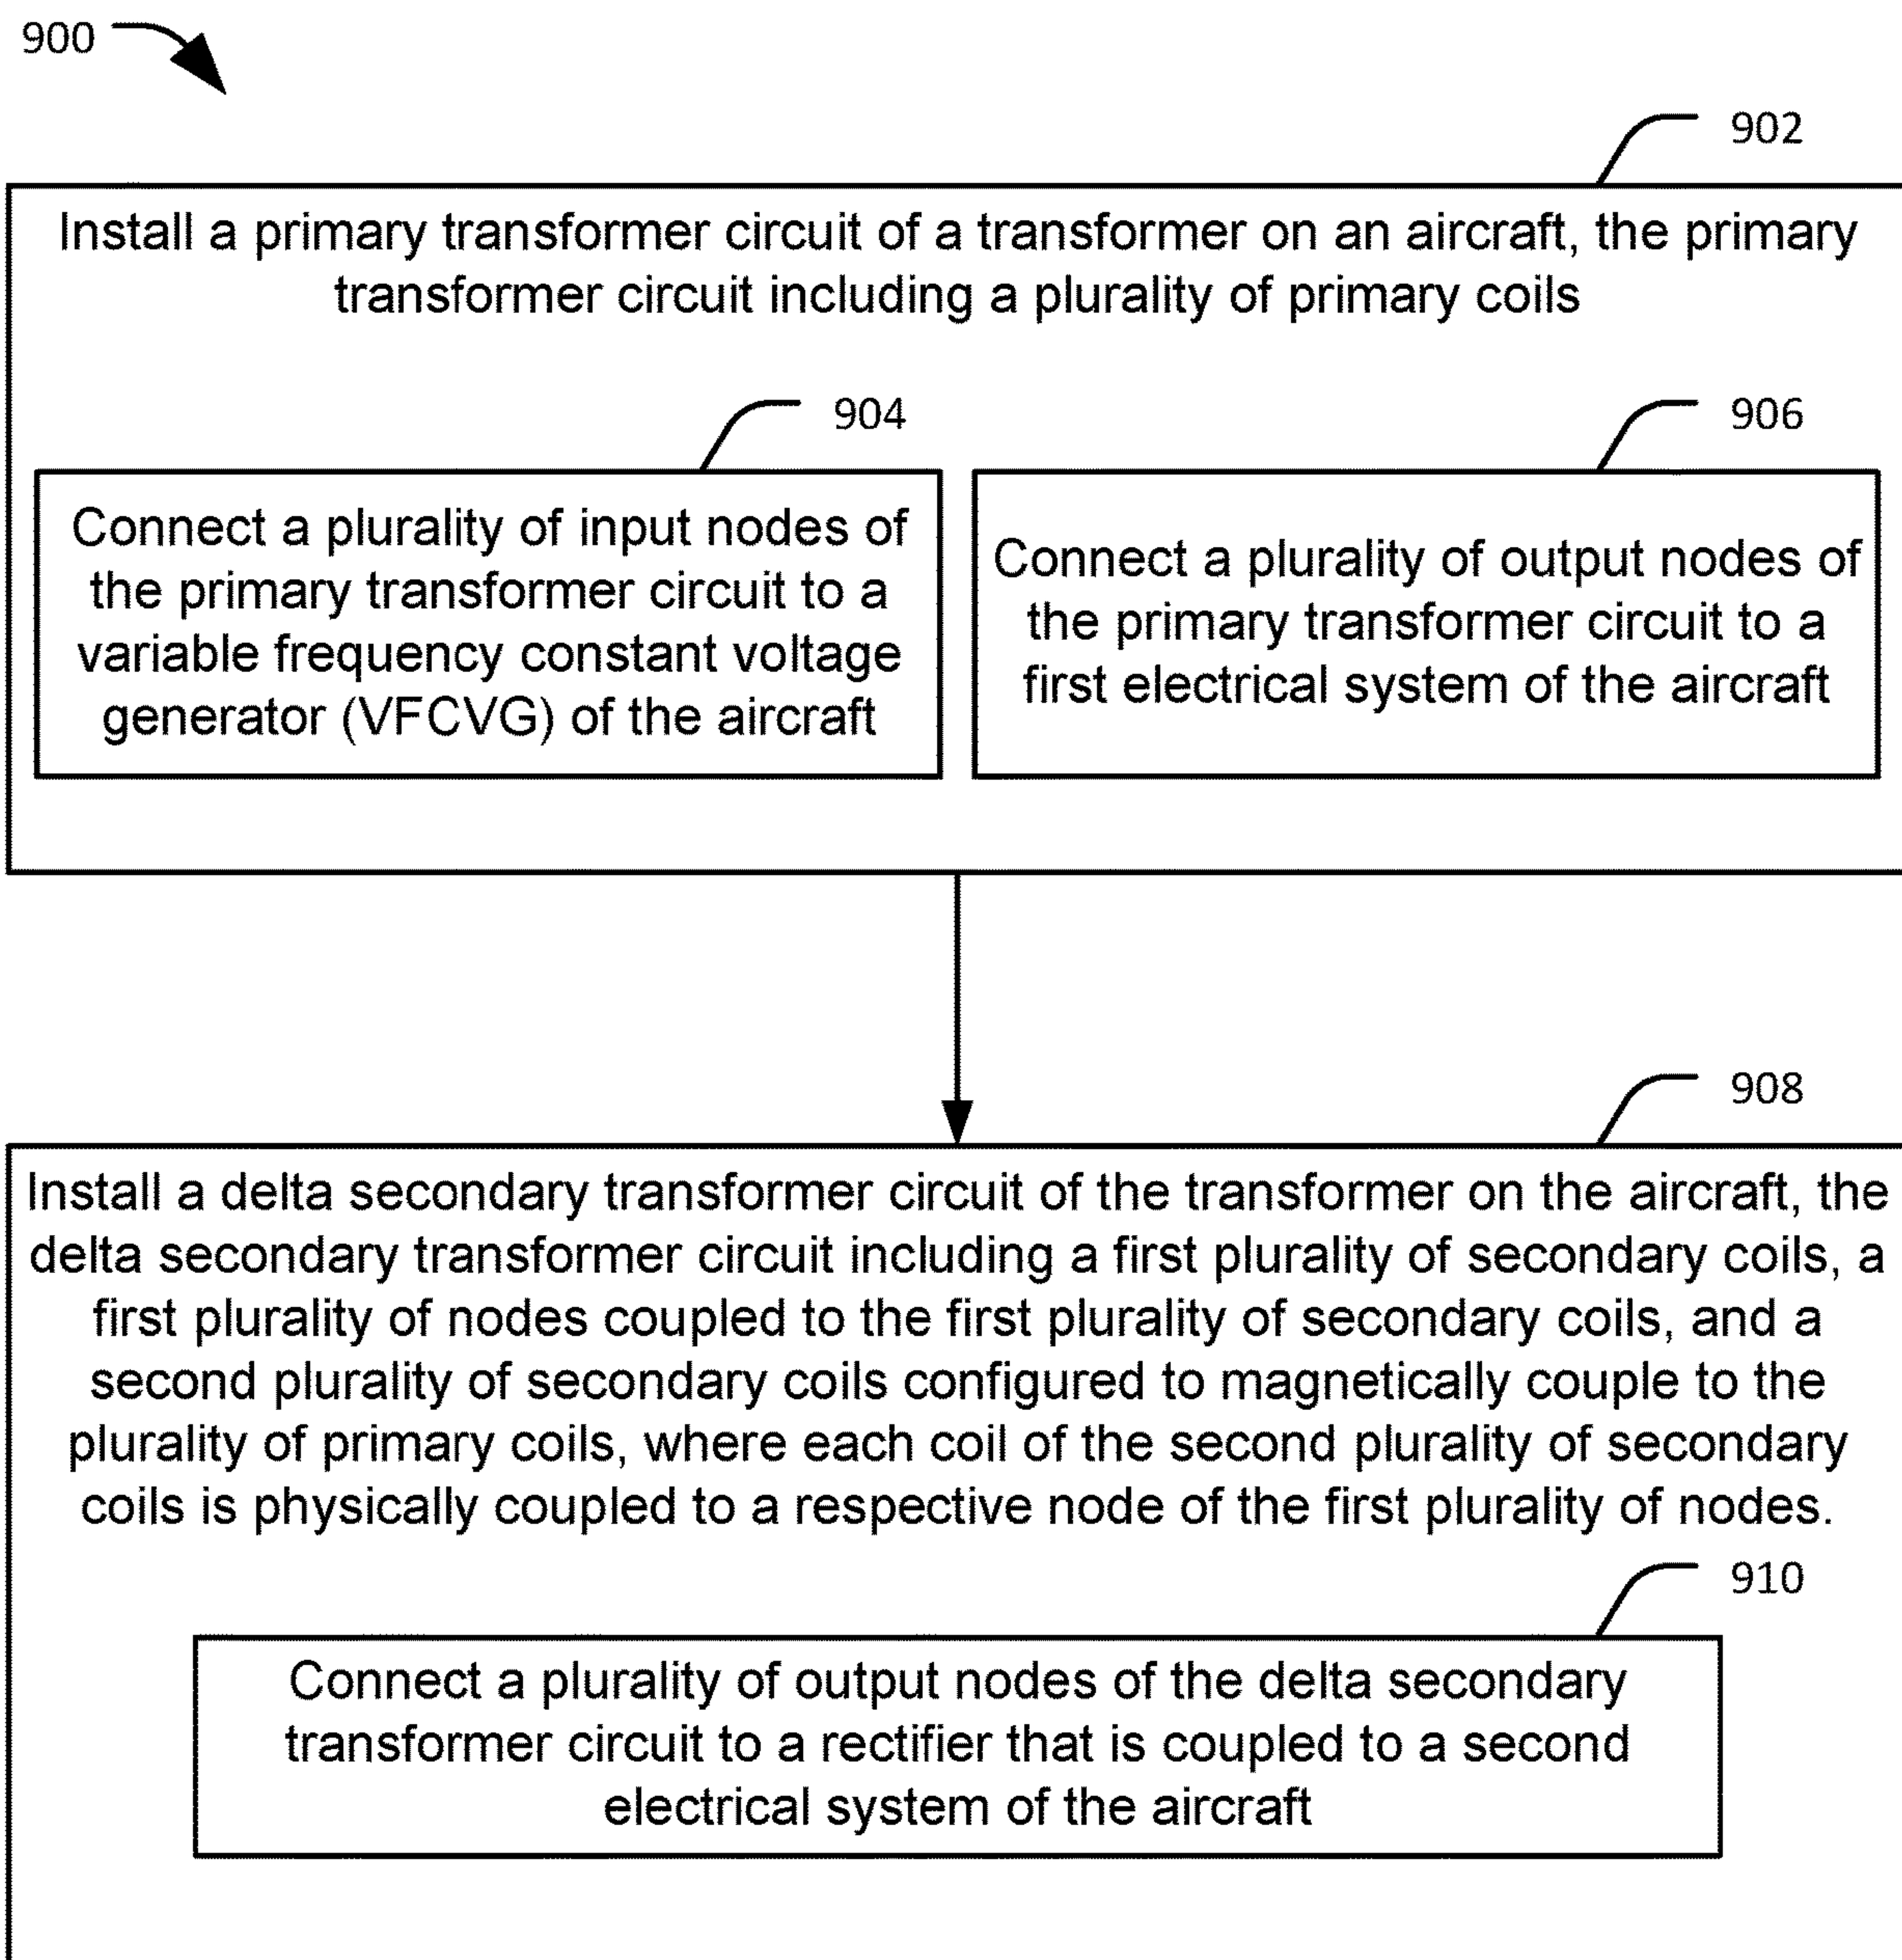 900
902
Install a primary transformer circuit of a transformer on an aircraft, the primary
transformer circuit including a plurality of primary coils
904
Connect a plurality of input nodes of
the primary transformer circuit to a
variable frequency constant voltage
generator (VFCVG) of the aircraft
906
Connect a plurality of output nodes of
the primary transformer circuit to a
first electrical system of the aircraft
908
Install a delta secondary transformer circuit of the transformer on the aircraft, the
delta secondary transformer circuit including a first plurality of secondary coils, a
first plurality of nodes coupled to the first plurality of secondary coils, and a
second plurality of secondary coils configured to magnetically couple to the
plurality of primary coils, where each coil of the second plurality of secondary
coils is physically coupled to a respective node of the first plurality of nodes.
910
Connect a plurality of output nodes of the delta secondary
transformer circuit to a rectifier that is coupled to a second
electrical system of the aircraft